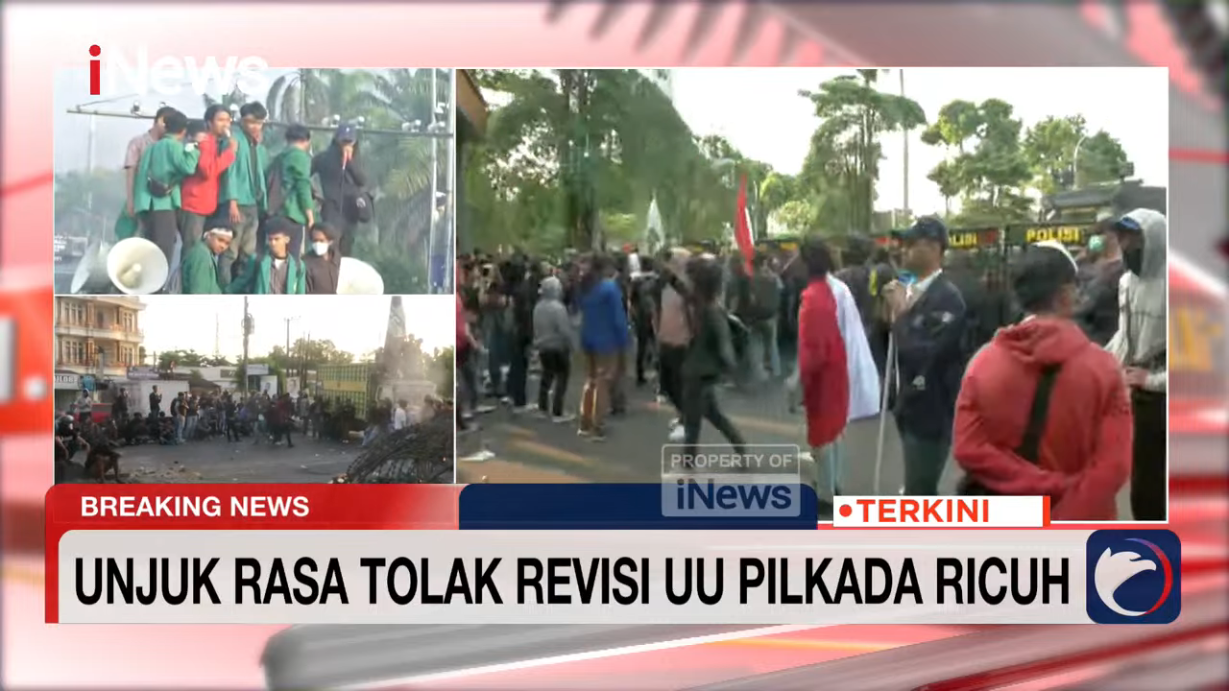 iNews
POLISI
POLISI
PROPERTY OF
iNews
BREAKING NEWS
TERKINI
UNJUK RASA TOLAK REVISI UU PILKADA RICUH